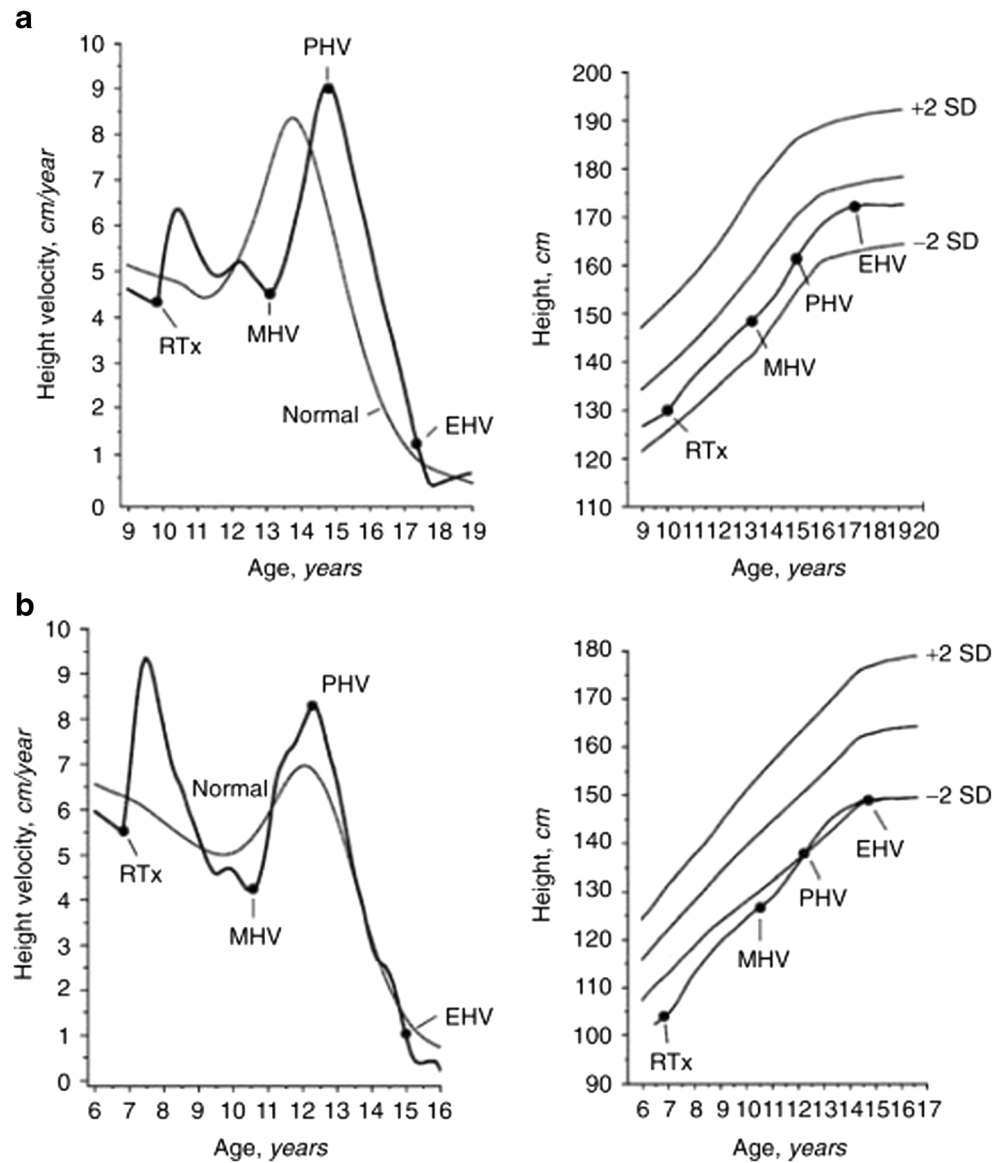 a
10
9
8
7
6
5
4
3
2
1
0
Height velocity, cm/year
PHV
RTx
MHV
Normal
EHV
9 10 11 12 13 14 15 16 17 18 19
Age, years
200
190
180
170
160
150
140
130
120
110
Height, cm
+2 SD
−2 SD
EHV
PHV
MHV
RTx
9 10 11 12 13 14 15 16 17 18 19 20
Age, years
b
10
9
8
7
6
5
4
3
2
1
0
Height velocity, cm/year
PHV
Normal
RTx
MHV
EHV
6 7 8 9 10 11 12 13 14 15 16
Age, years
180
170
160
150
140
130
120
110
100
90
Height, cm
+2 SD
−2 SD
EHV
PHV
MHV
RTx
6 7 8 9 10 11 12 13 14 15 16 17
Age, years